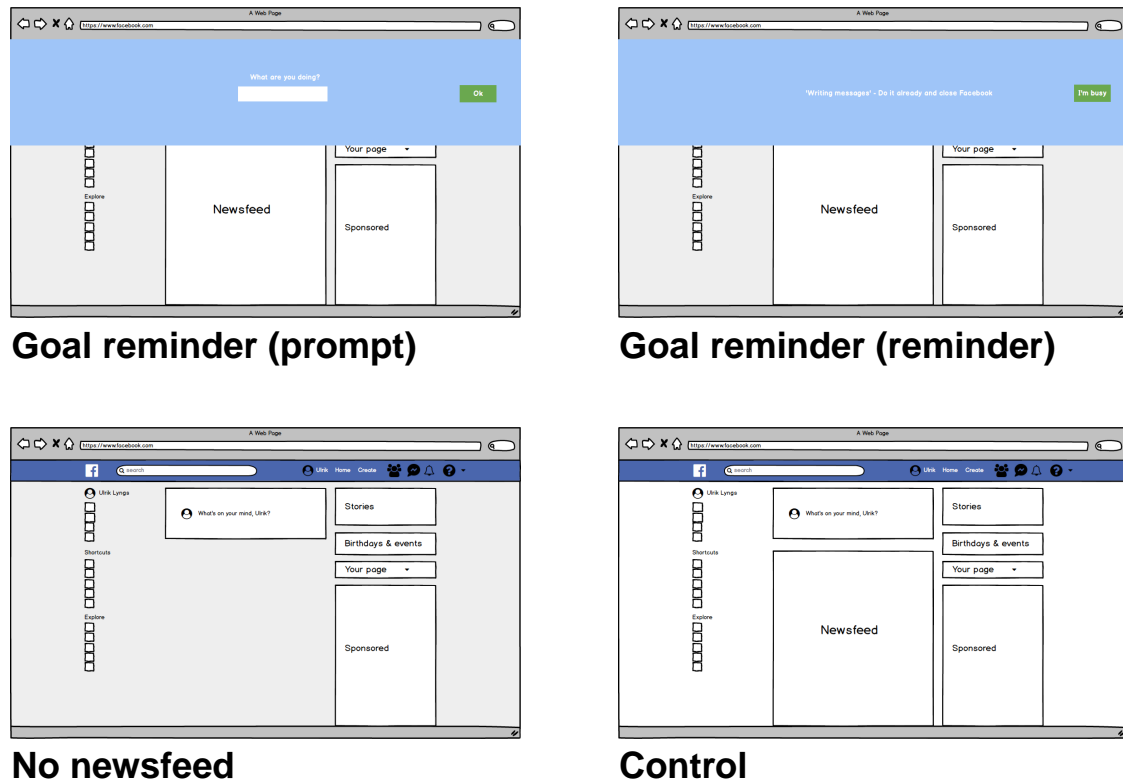 A Web Page
https://www.facebook.com
What are you doing?
Ok
Your page
Explore
Newsfeed
Sponsored
Goal reminder (prompt)
A Web Page
https://www.facebook.com
'Writing messages' - Do it already and close Facebook
I'm busy
Your page
Explore
Newsfeed
Sponsored
Goal reminder (reminder)
A Web Page
https://www.facebook.com
f search Ulrik Home Create ?
Ulrik Lyngs
What's on your mind, Ulrik?
Stories
Birthdays & events
Shortcuts
Your page
Explore
Sponsored
No newsfeed
A Web Page
https://www.facebook.com
f search Ulrik Home Create ?
Ulrik Lyngs
What's on your mind, Ulrik?
Stories
Birthdays & events
Shortcuts
Your page
Explore
Newsfeed
Sponsored
Control